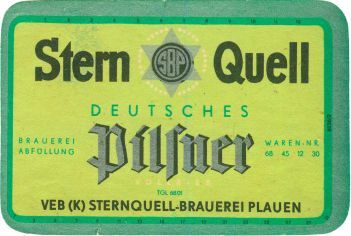 Stern Quell
SBP
DEUTSCHES
Pilsner
BRAUEREI
ABFÜLLUNG
WAREN-NR.
68 45 12 30
TGL 6801
VEB (K) STERNQUELL-BRAUEREI PLAUEN